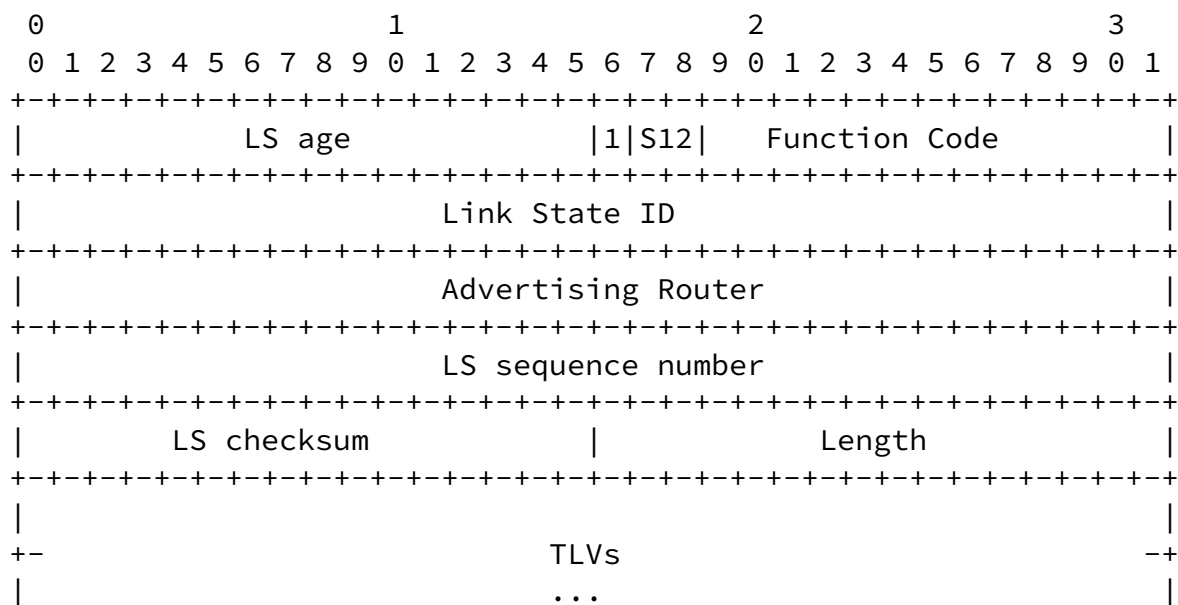 0                   1                   2                   3
 0 1 2 3 4 5 6 7 8 9 0 1 2 3 4 5 6 7 8 9 0 1 2 3 4 5 6 7 8 9 0 1
+-+-+-+-+-+-+-+-+-+-+-+-+-+-+-+-+-+-+-+-+-+-+-+-+-+-+-+-+-+-+-+-+
|            LS age             |1|S12|   Function Code         |
+-+-+-+-+-+-+-+-+-+-+-+-+-+-+-+-+-+-+-+-+-+-+-+-+-+-+-+-+-+-+-+-+
|                       Link State ID                           |
+-+-+-+-+-+-+-+-+-+-+-+-+-+-+-+-+-+-+-+-+-+-+-+-+-+-+-+-+-+-+-+-+
|                       Advertising Router                      |
+-+-+-+-+-+-+-+-+-+-+-+-+-+-+-+-+-+-+-+-+-+-+-+-+-+-+-+-+-+-+-+-+
|                       LS sequence number                      |
+-+-+-+-+-+-+-+-+-+-+-+-+-+-+-+-+-+-+-+-+-+-+-+-+-+-+-+-+-+-+-+-+
|        LS checksum            |            Length             |
+-+-+-+-+-+-+-+-+-+-+-+-+-+-+-+-+-+-+-+-+-+-+-+-+-+-+-+-+-+-+-+-+
|                                                               |
+-                            TLVs                             -+
|                             ...                               |